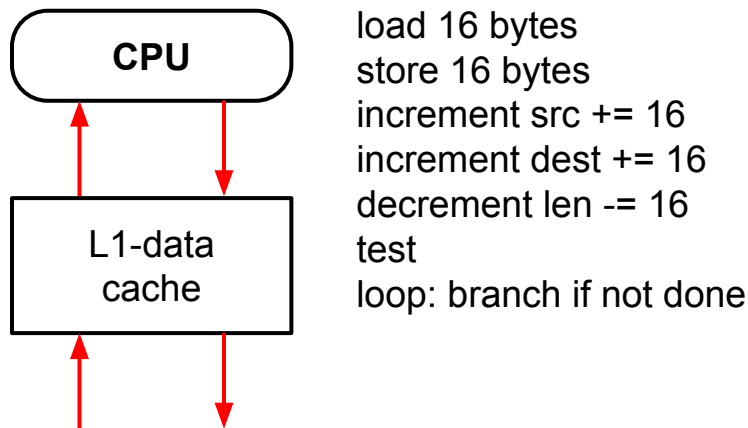 CPU
L1-data
cache
load 16 bytes
store 16 bytes
increment src += 16
increment dest += 16
decrement len -= 16
test
loop: branch if not done